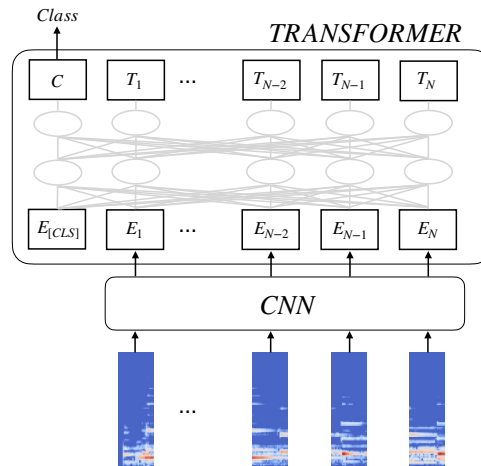 Class
TRANSFORMER
C T₁ ... Tₙ₋₂ Tₙ₋₁ Tₙ
E[CLS] E₁ ... Eₙ₋₂ Eₙ₋₁ Eₙ
CNN
...